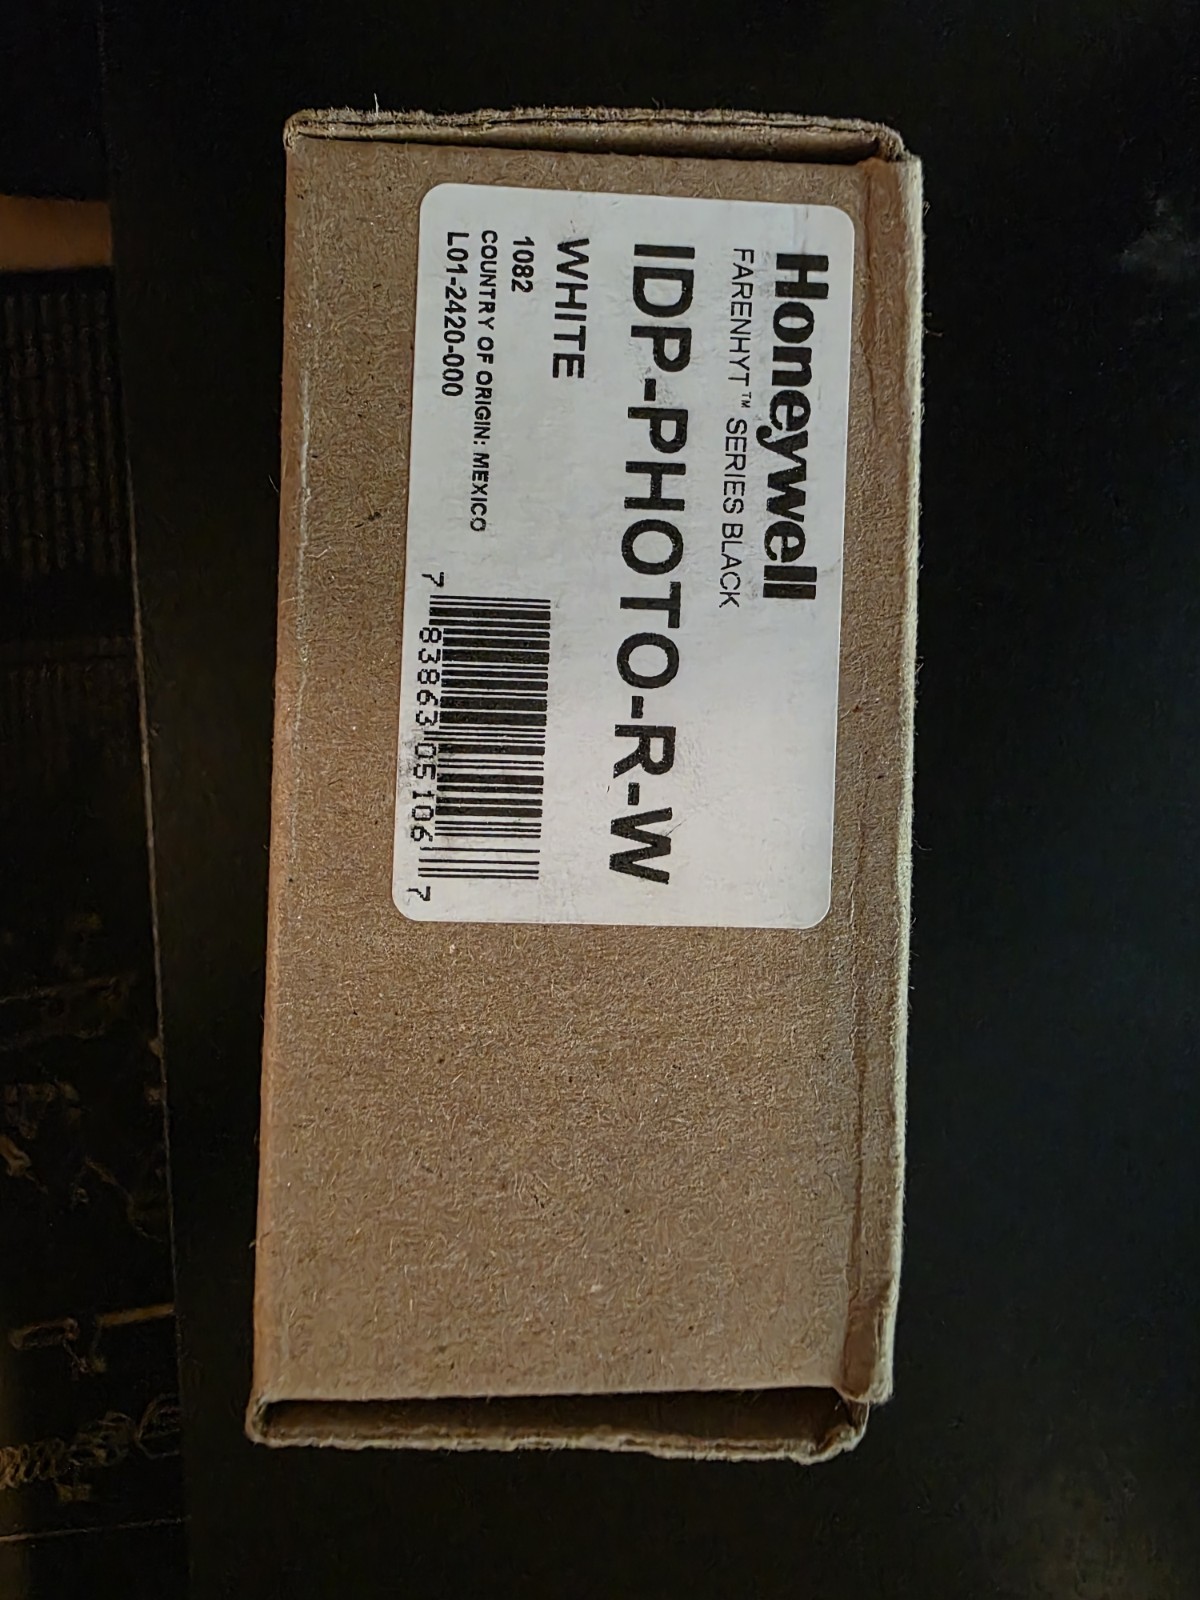 Honeywell
FARENHYT™ SERIES BLACK
IDP-PHOTO-R-W
WHITE
1082
COUNTRY OF ORIGIN: MEXICO
L01-2420-000
7 83863 05106 7